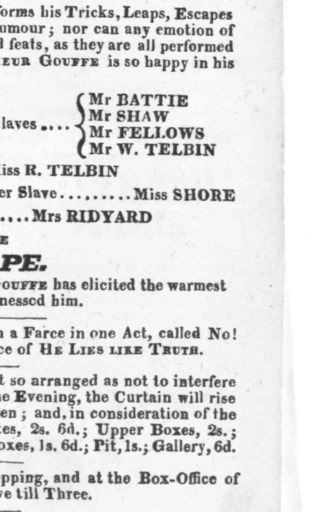 forms his Tricks, Leaps, Escapes
umour; nor can any emotion of
d feats, as they are all performed
EUR GOUFFE is so happy in his
Mr BATTIE
Mr SHAW
laves .... Mr FELLOWS
Mr W. TELBIN
iss R. TELBIN
er Slave .......... Miss SHORE
.... Mrs RIDYARD
E
PE.
OUFFE has elicited the warmest
nessed him.
n a Farce in one Act, called No!
ce of HE LIES LIKE TRUTH.
t so arranged as not to interfere
e Evening, the Curtain will rise
en; and, in consideration of the
es, 2s. 6d.; Upper Boxes, 2s.;
oxes, 1s. 6d.; Pit, 1s.; Gallery, 6d.
pping, and at the Box-Office of
ve till Three.